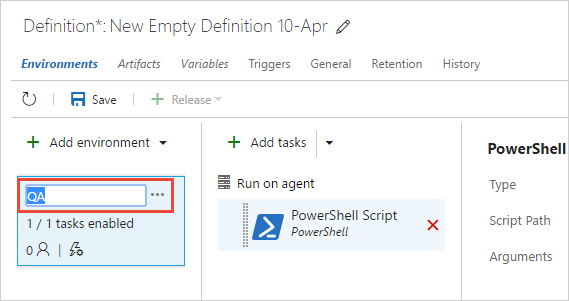 Definition*: New Empty Definition 10-Apr
Environments Artifacts Variables Triggers General Retention History
Save Release
Add environment Add tasks
PowerShell
QA
Run on agent
Type
PowerShell Script
PowerShell
1 / 1 tasks enabled
Script Path
0
Arguments